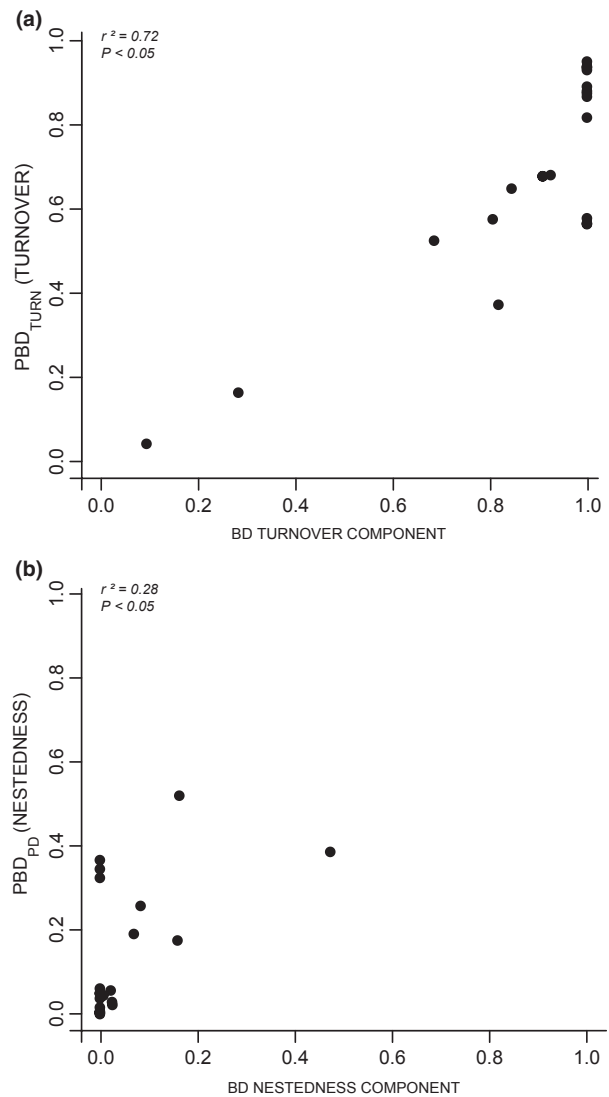 (a)
r² = 0.72
P < 0.05
1.0
0.8
0.6
0.4
0.2
0.0
PBD_TURN (TURNOVER)
0.0 0.2 0.4 0.6 0.8 1.0
BD TURNOVER COMPONENT
(b)
r² = 0.28
P < 0.05
1.0
0.8
0.6
0.4
0.2
0.0
PBD_PD (NESTEDNESS)
0.0 0.2 0.4 0.6 0.8 1.0
BD NESTEDNESS COMPONENT